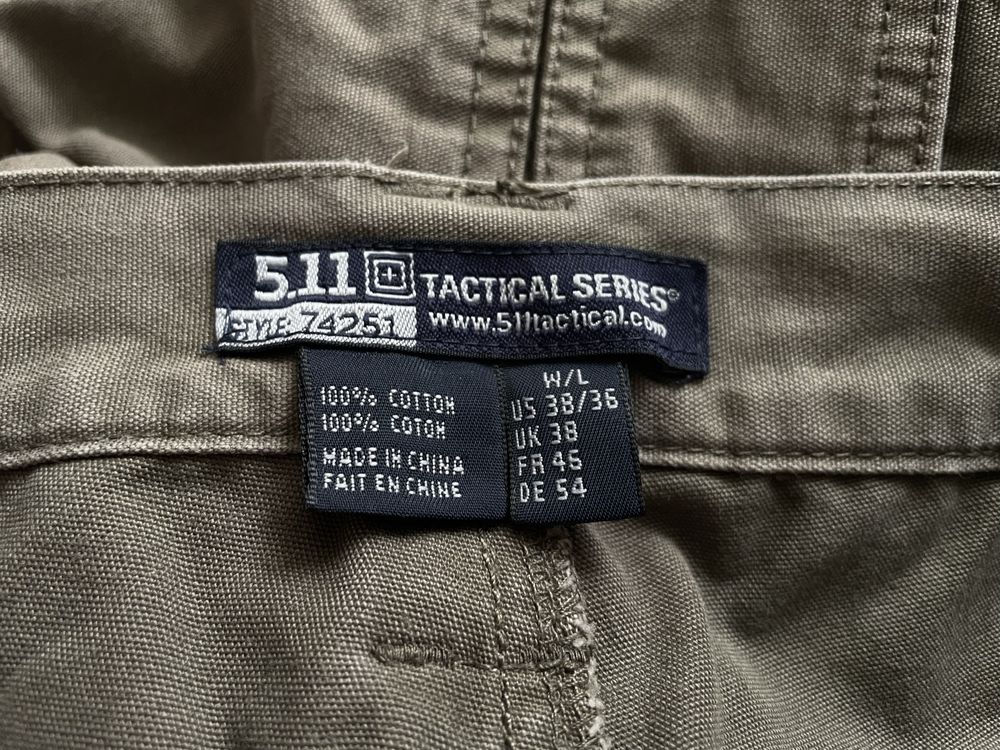 5.11 TACTICAL SERIES®
STYLE 74251 www.511tactical.com
100% COTTON
100% COTON
MADE IN CHINA
FAIT EN CHINE
W/L
US 38/36
UK 38
FR 46
DE 54